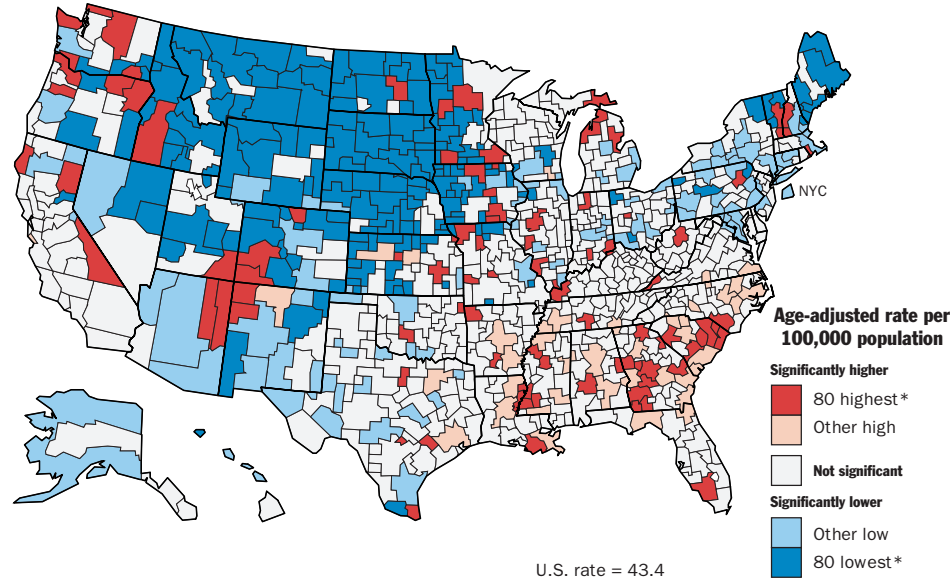 NYC
Age-adjusted rate per
100,000 population
Significantly higher
80 highest*
Other high
Not significant
Significantly lower
Other low
80 lowest*
U.S. rate = 43.4